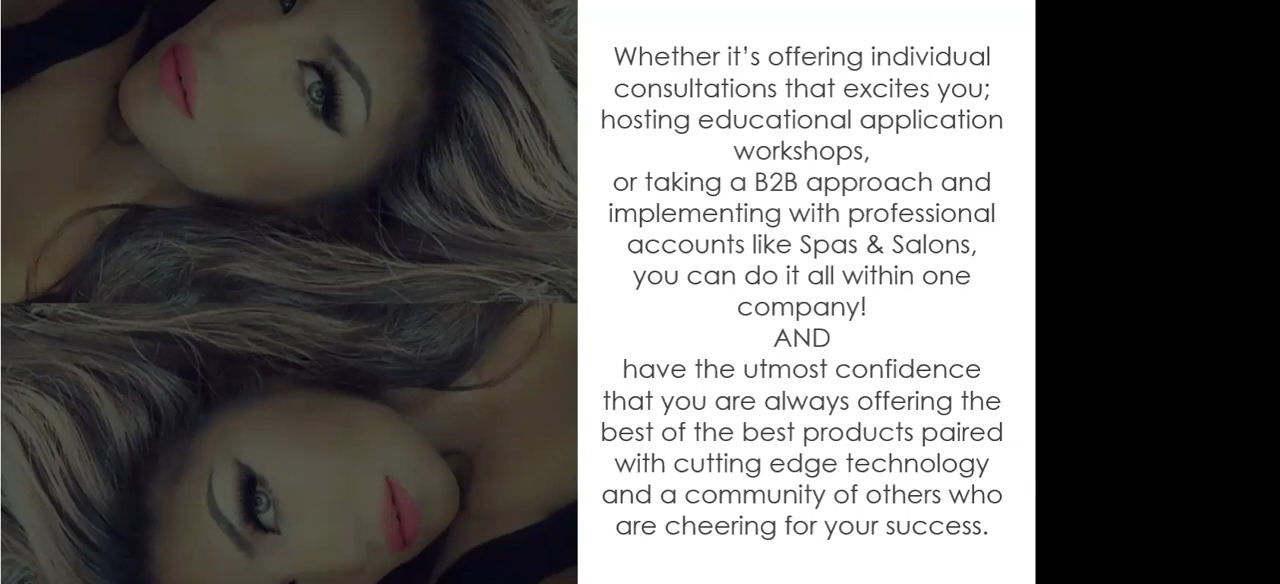 Whether it’s offering individual
consultations that excites you;
hosting educational application
workshops,
or taking a B2B approach and
implementing with professional
accounts like Spas & Salons,
you can do it all within one
company!
AND
have the utmost confidence
that you are always offering the
best of the best products paired
with cutting edge technology
and a community of others who
are cheering for your success.